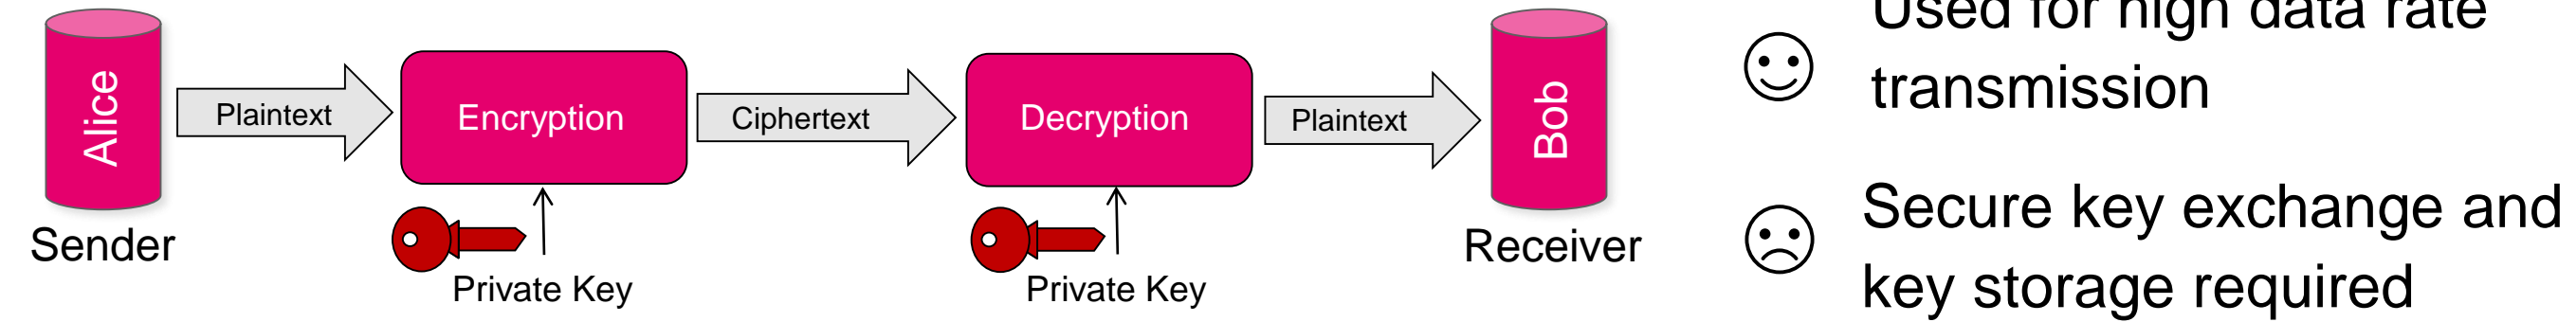 Alice
Plaintext
Encryption
Ciphertext
Decryption
Plaintext
Bob
Sender
Private Key
Private Key
Receiver
Used for high data rate
transmission
Secure key exchange and
key storage required